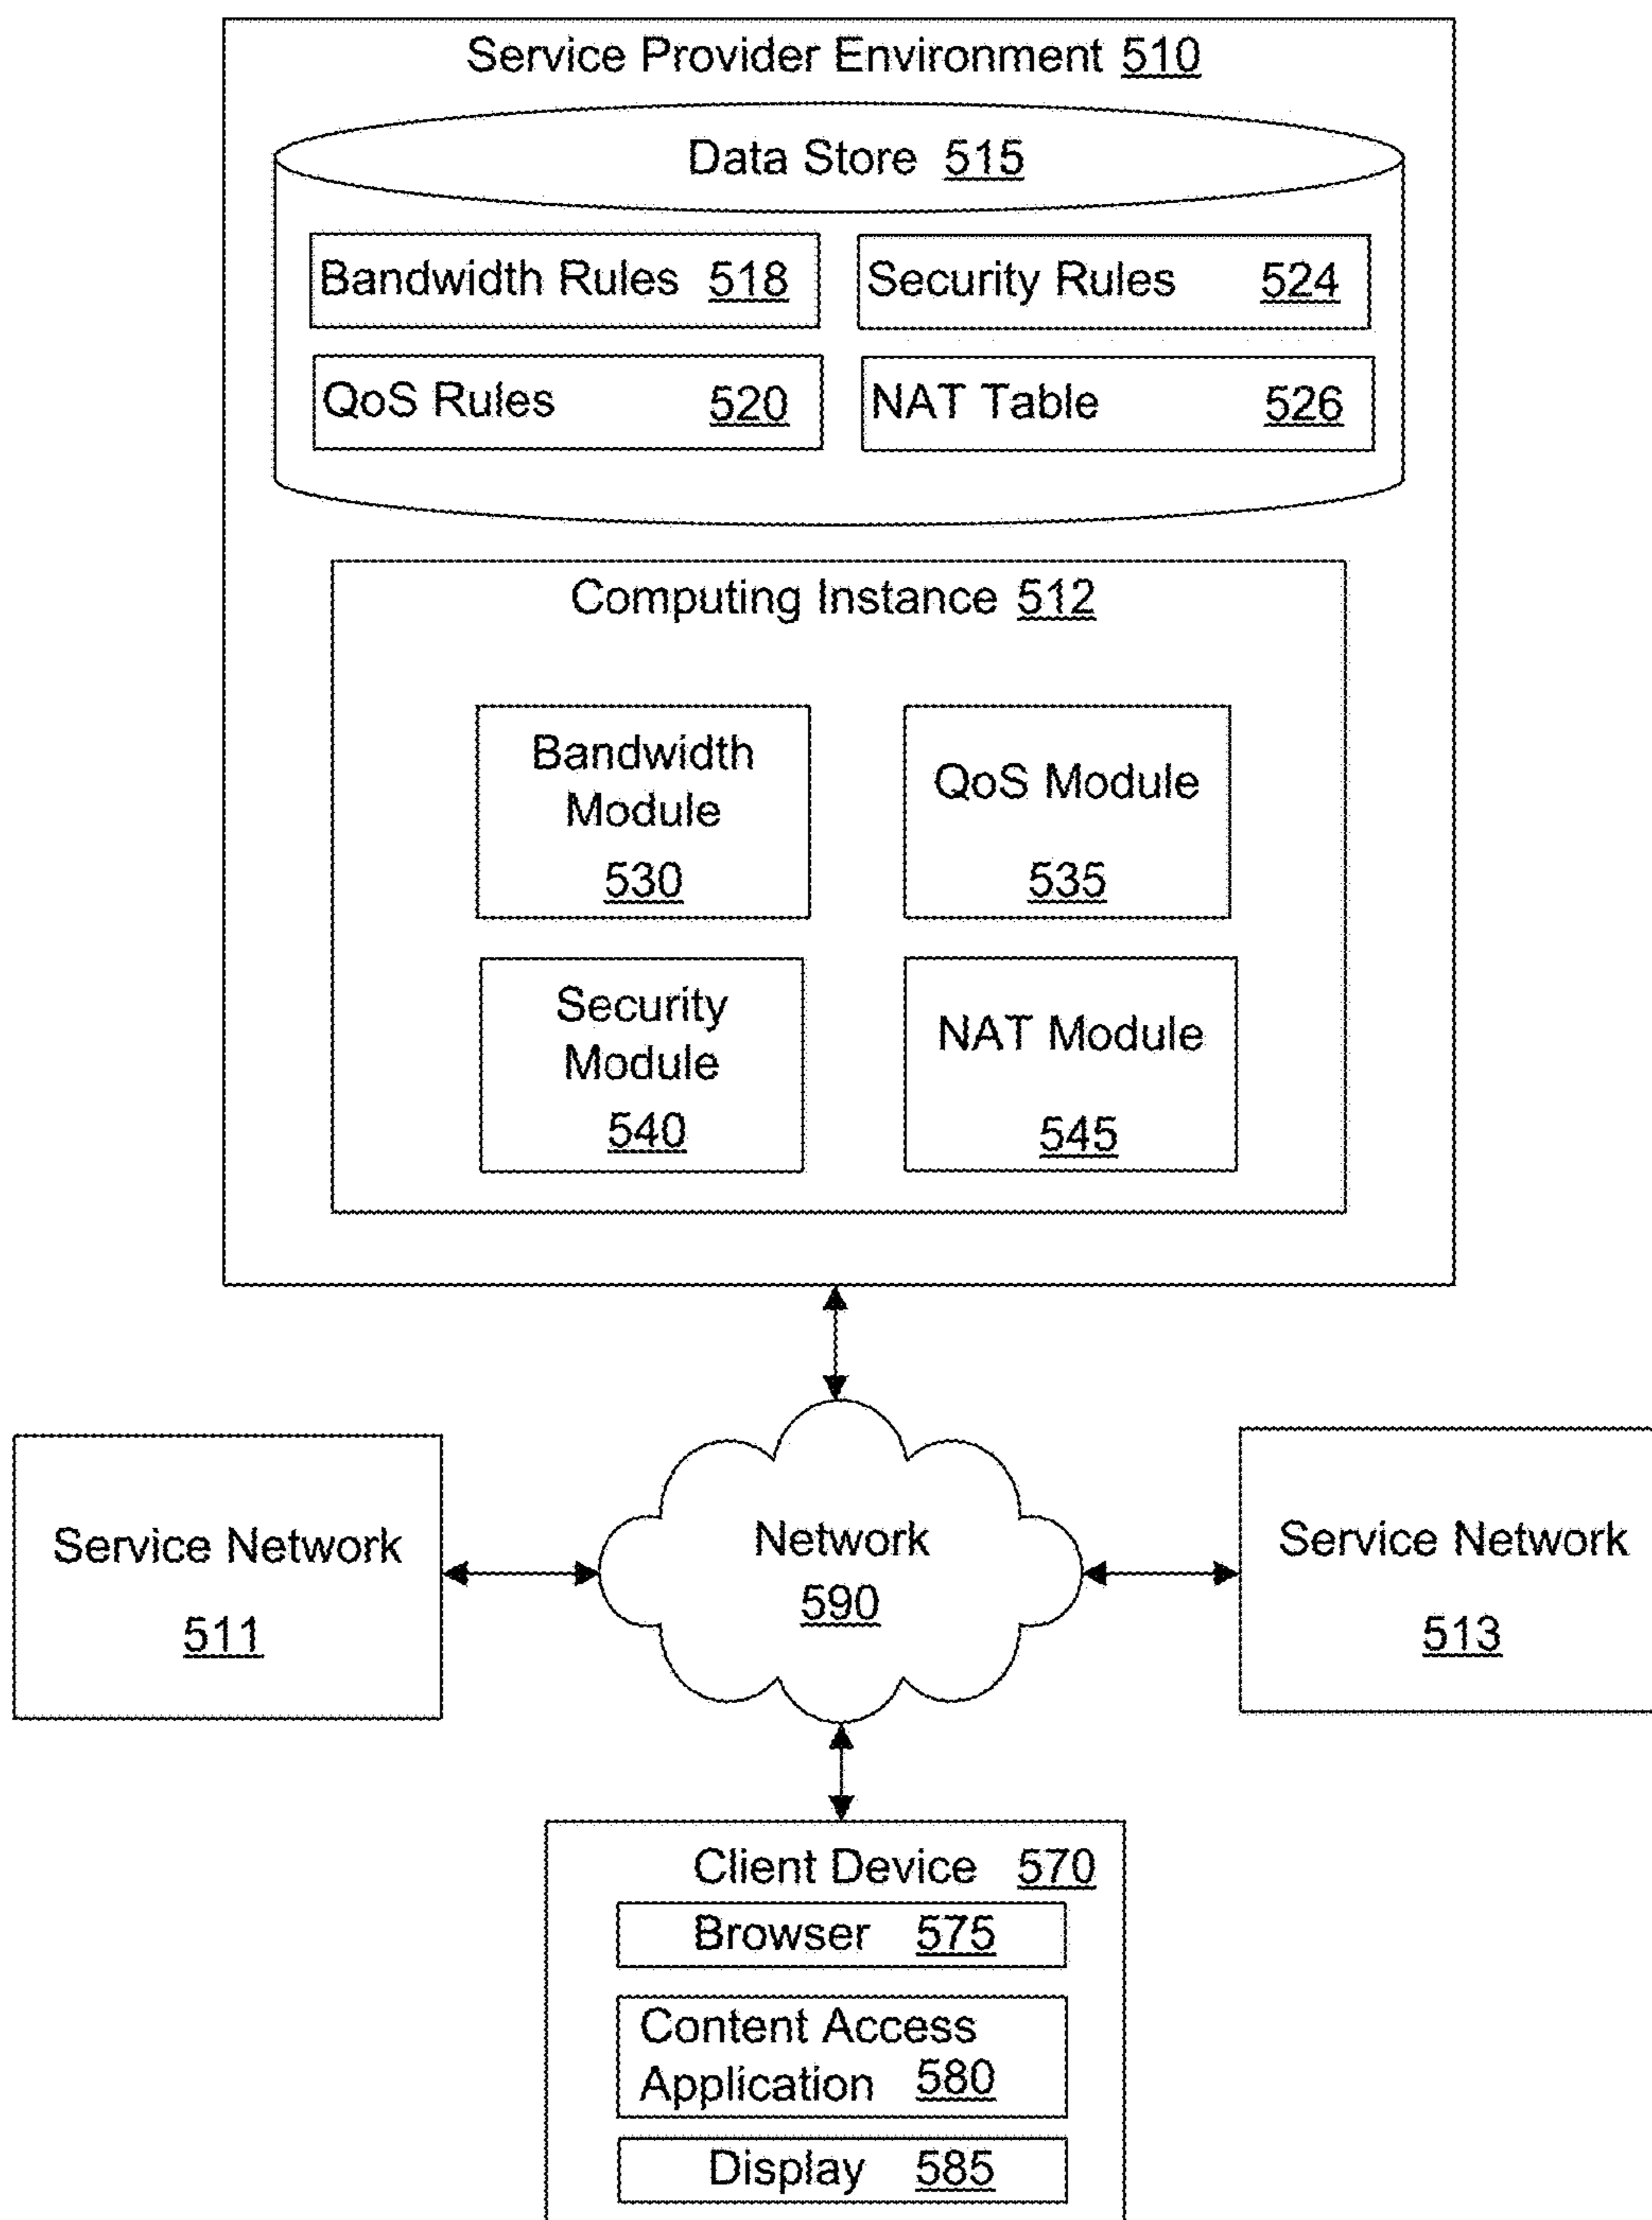 Service Provider Environment 510
Data Store 515
Bandwidth Rules 518
Security Rules 524
QoS Rules 520
NAT Table 526
Computing Instance 512
Bandwidth
Module
530
QoS Module
535
Security
Module
540
NAT Module
545
Service Network
511
Network
590
Service Network
513
Client Device 570
Browser 575
Content Access
Application 580
Display 585